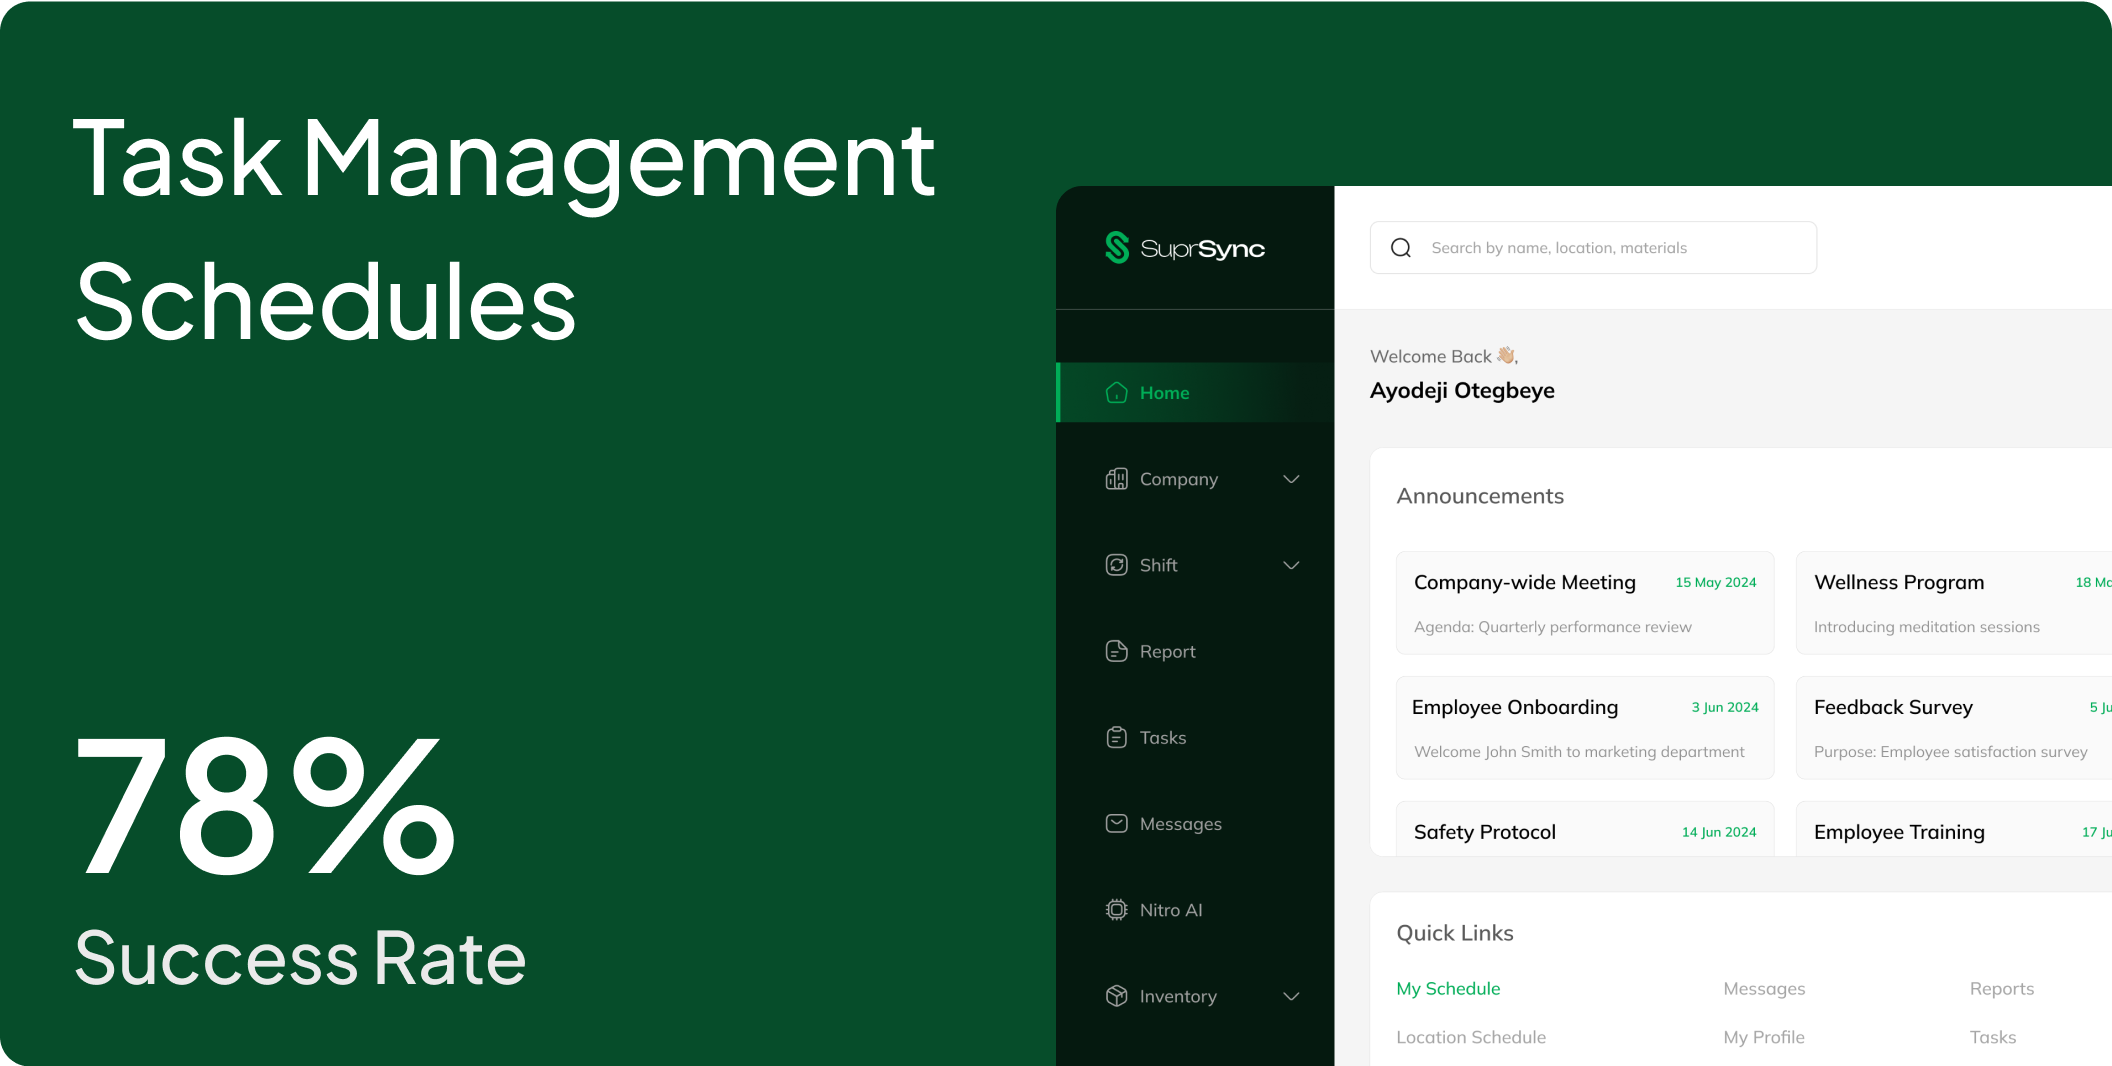 Task Management
Schedules
78%
Success Rate
SuprSync
Home
Company
Shift
Report
Tasks
Messages
Nitro AI
Inventory
Search by name, location, materials
Welcome Back 👋🏼,
Ayodeji Otegbeye
Announcements
Company-wide Meeting 15 May 2024
Agenda: Quarterly performance review
Wellness Program 18
Introducing meditation sessions
Employee Onboarding 3 Jun 2024
Welcome John Smith to marketing department
Feedback Survey 5
Purpose: Employee satisfaction survey
Safety Protocol 14 Jun 2024
Employee Training 17
Quick Links
My Schedule Messages Reports
Location Schedule My Profile Tasks